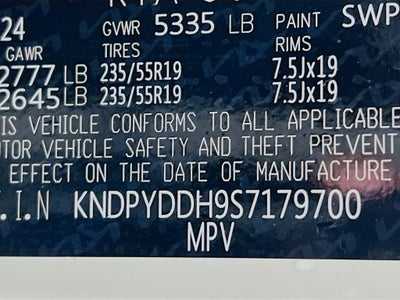 24 GVWR 5335 LB PAINT SWP
GAWR TIRES RIMS
2777 LB 235/55R19 7.5Jx19
2645 LB 235/55R19 7.5Jx19
IS VEHICLE CONFORMS TO ALL APPLICABLE
OTOR VEHICLE SAFETY AND THEFT PREVENT
EFFECT ON THE DATE OF MANUFACTURE
V.I.N KNDPYDDH9S7179700
MPV